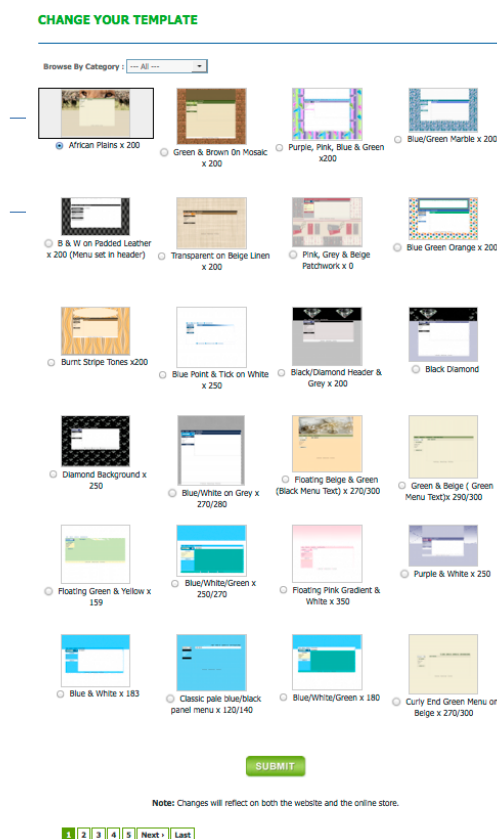 CHANGE YOUR TEMPLATE
Browse By Category : --- All ---
African Plains x 200
Green & Brown 0n Mosaic
x 200
Purple, Pink, Blue & Green
x200
Blue/Green Marble x 200
B & W on Padded Leather
x 200 (Menu set in header)
Transparent on Beige Linen
x 200
Pink, Grey & Beige
Patchwork x 0
Blue Green Orange x 200
Burnt Stripe Tones x200
Blue Point & Tick on White
x 250
Black/Diamond Header &
Grey x 200
Black Diamond
Diamond Background x
250
Blue/White on Grey x
270/280
Floating Beige & Green
(Black Menu Text) x 270/300
Green & Beige ( Green
Menu Text)x 290/300
Floating Green & Yellow x
159
Blue/White/Green x
250/270
Floating Pink Gradient &
White x 350
Purple & White x 250
Blue & White x 183
Classic pale blue/black
panel menu x 120/140
Blue/White/Green x 180
Curly End Green Menu on
Beige x 270/300
SUBMIT
Note: Changes will reflect on both the website and the online store.
1 2 3 4 5 Next › Last